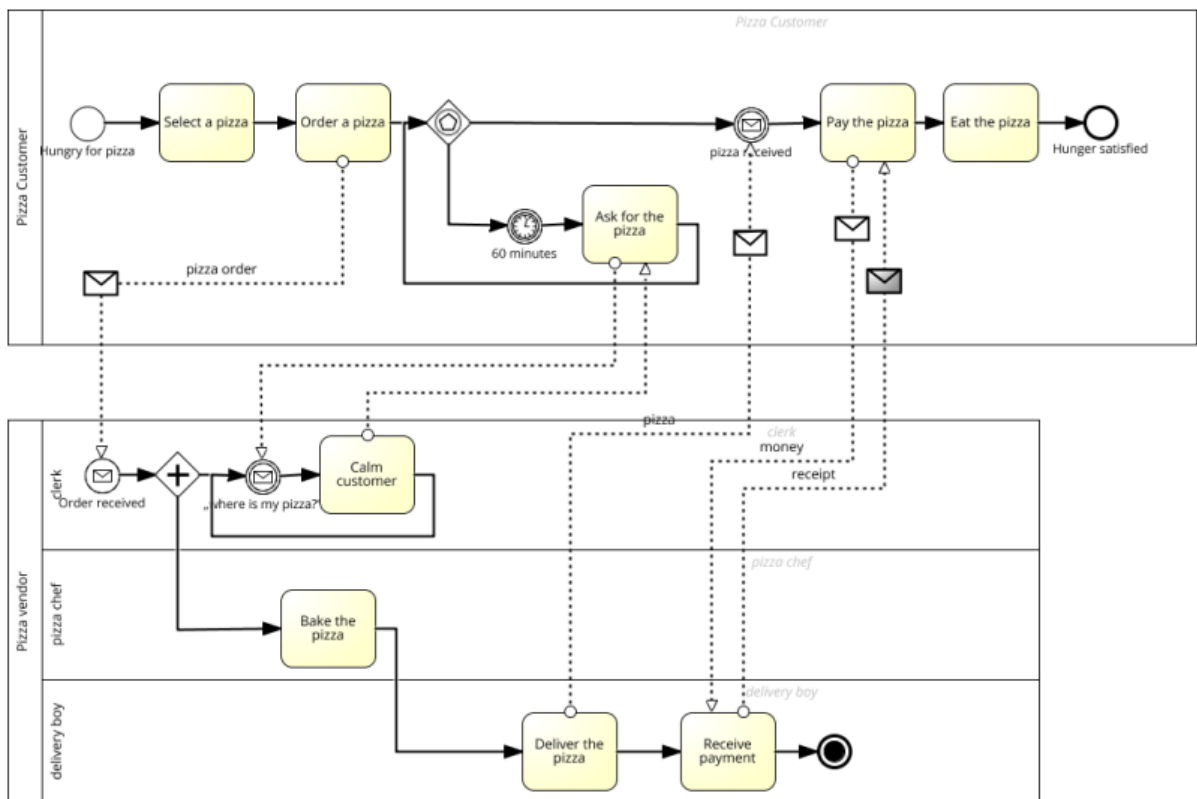 Pizza Customer
Pizza Customer
Hungry for pizza
Select a pizza
Order a pizza
pizza received
Pay the pizza
Eat the pizza
Hunger satisfied
60 minutes
Ask for the
pizza
pizza order
Pizza vendor
clerk
clerk
Order received
„where is my pizza?“
Calm
customer
pizza
money
receipt
pizza chef
pizza chef
Bake the
pizza
delivery boy
delivery boy
Deliver the
pizza
Receive
payment